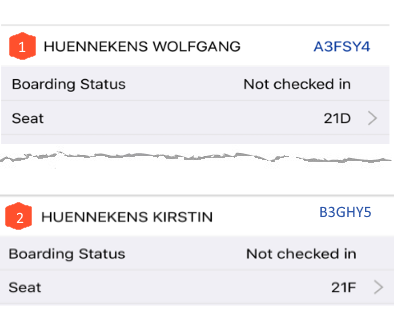 1 HUENNEKENS WOLFGANG A3FSY4
Boarding Status Not checked in
Seat 21D
2 HUENNEKENS KIRSTIN B3GHY5
Boarding Status Not checked in
Seat 21F